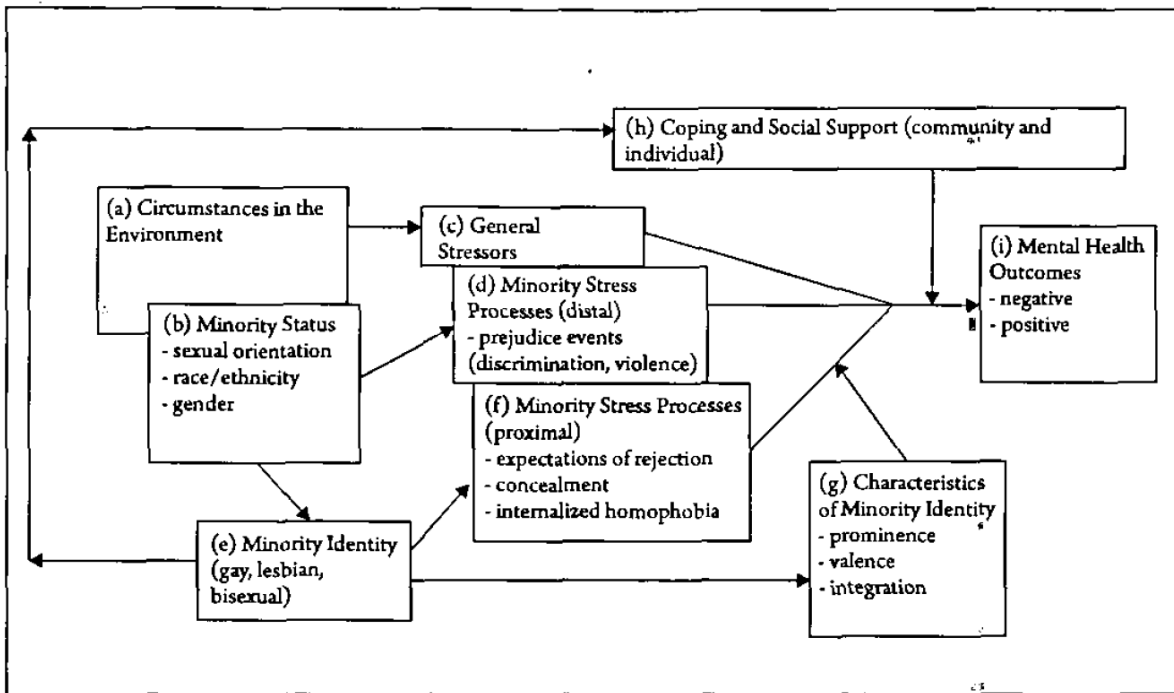 (h) Coping and Social Support (community and
individual)
(a) Circumstances in the
Environment
(c) General
Stressors
(i) Mental Health
Outcomes
- negative
- positive
(d) Minority Stress
Processes (distal)
- prejudice events
(discrimination, violence)
(b) Minority Status
- sexual orientation
- race/ethnicity
- gender
(f) Minority Stress Processes
(proximal)
- expectations of rejection
- concealment
- internalized homophobia
(g) Characteristics
of Minority Identity
- prominence
- valence
- integration
(e) Minority Identity
(gay, lesbian,
bisexual)